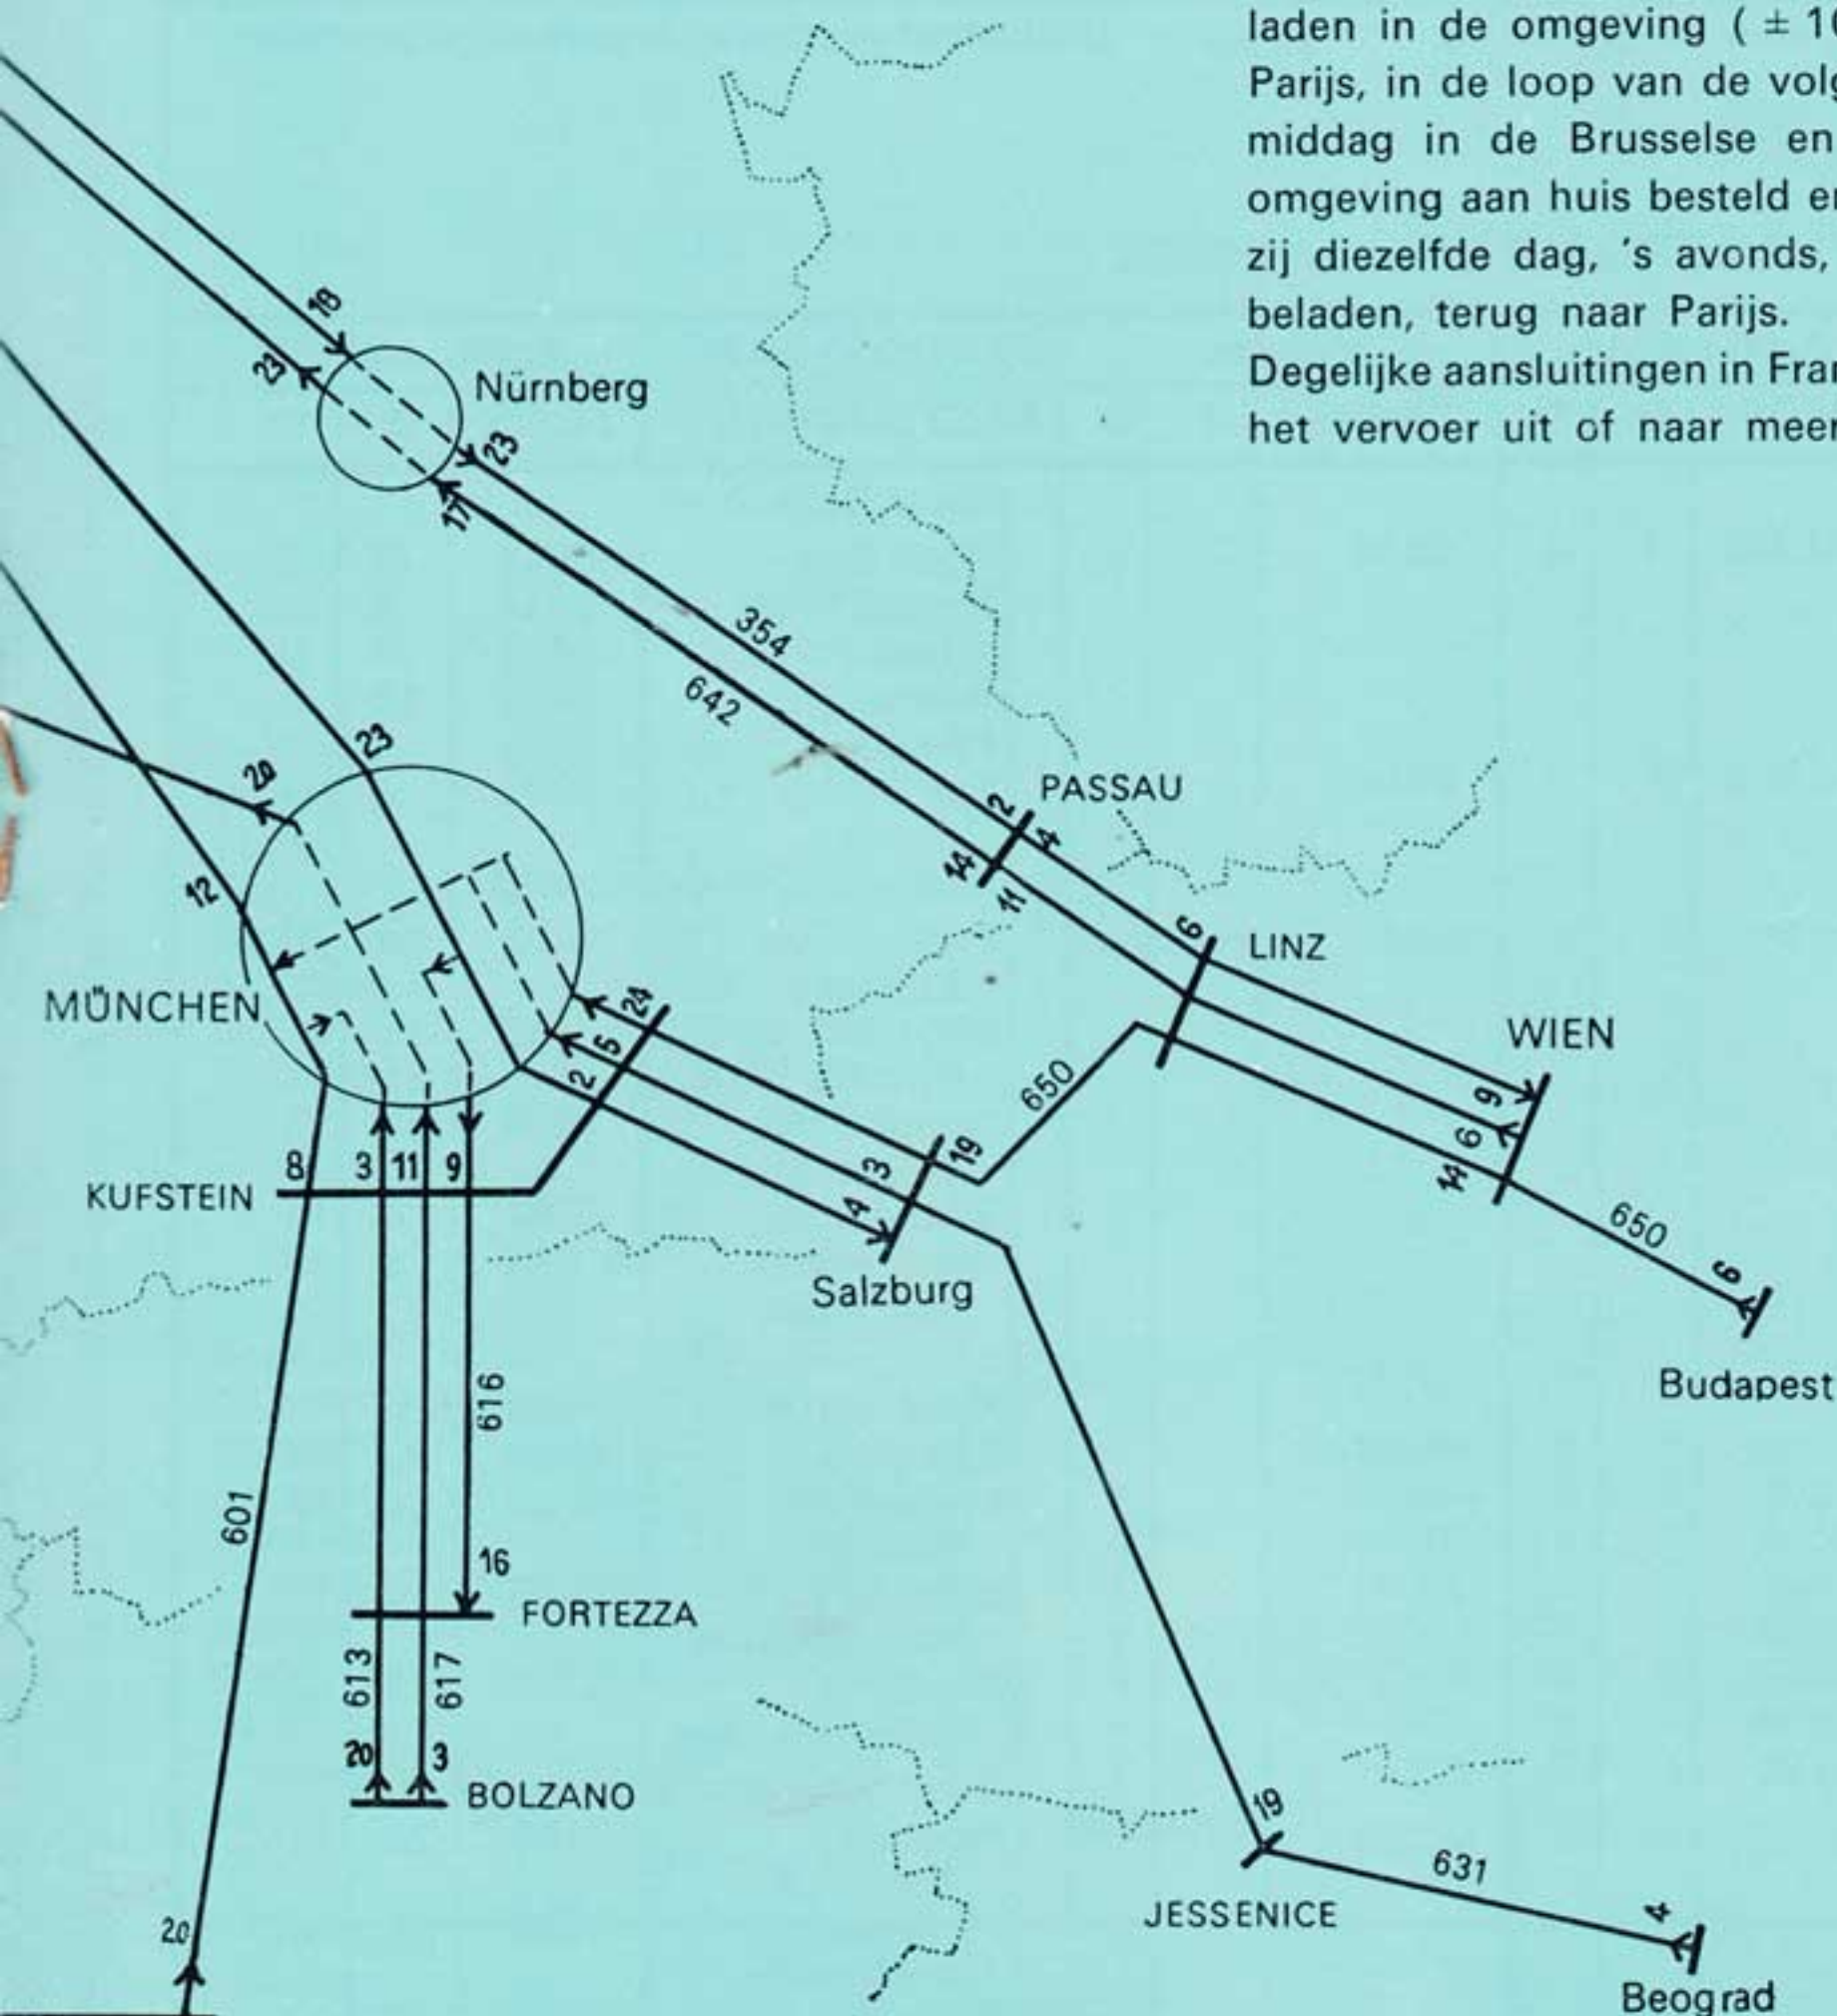 laden in de omgeving ( ± 1
Parijs, in de loop van de volg
middag in de Brusselse en
omgeving aan huis besteld en
zij diezelfde dag, 's avonds,
beladen, terug naar Parijs.
Degelijke aansluitingen in Fran
het vervoer uit of naar meer
18
23
Nürnberg
23
17
354
642
23
20
PASSAU
2
4
14
11
12
6
LINZ
MÜNCHEN
24
5
2
WIEN
650
9
6
14
8
3
11
9
19
3
4
KUFSTEIN
650
6
Salzburg
Budapest
616
601
16
FORTEZZA
613
617
20
3
BOLZANO
19
631
JESSENICE
4
20
Beograd